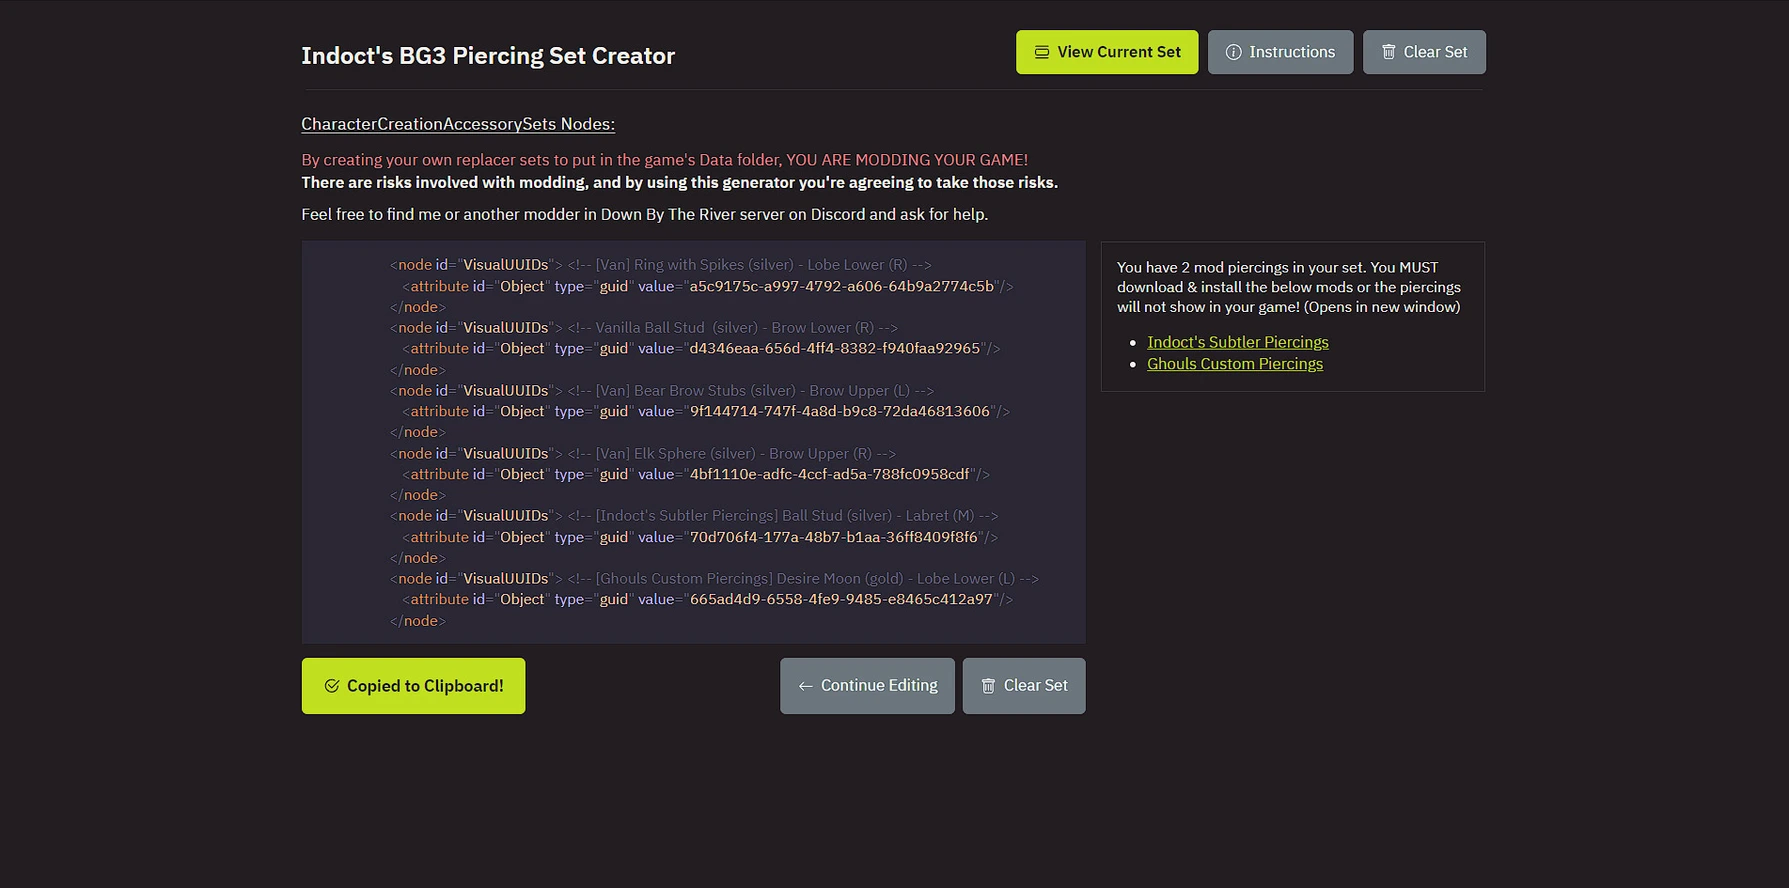 Indoct's BG3 Piercing Set Creator
View Current Set
Instructions
Clear Set
CharacterCreationAccessorySets Nodes:
By creating your own replacer sets to put in the game's Data folder, YOU ARE MODDING YOUR GAME!
There are risks involved with modding, and by using this generator you're agreeing to take those risks.
Feel free to find me or another modder in Down By The River server on Discord and ask for help.
<node id="VisualUUIDs"> <!-- [Van] Ring with Spikes (silver) - Lobe Lower (R) -->
<attribute id="Object" type="guid" value="a5c9175c-a997-4792-a606-64b9a2774c5b"/>
</node>
<node id="VisualUUIDs"> <!-- Vanilla Ball Stud  (silver) - Brow Lower (R) -->
<attribute id="Object" type="guid" value="d4346eaa-656d-4ff4-8382-f940faa92965"/>
</node>
<node id="VisualUUIDs"> <!-- [Van] Bear Brow Stubs (silver) - Brow Upper (L) -->
<attribute id="Object" type="guid" value="9f144714-747f-4a8d-b9c8-72da46813606"/>
</node>
<node id="VisualUUIDs"> <!-- [Van] Elk Sphere (silver) - Brow Upper (R) -->
<attribute id="Object" type="guid" value="4bf1110e-adfc-4ccf-ad5a-788fc0958cdf"/>
</node>
<node id="VisualUUIDs"> <!-- [Indoct's Subtler Piercings] Ball Stud (silver) - Labret (M) -->
<attribute id="Object" type="guid" value="70d706f4-177a-48b7-b1aa-36ff8409f8f6"/>
</node>
<node id="VisualUUIDs"> <!-- [Ghouls Custom Piercings] Desire Moon (gold) - Lobe Lower (L) -->
<attribute id="Object" type="guid" value="665ad4d9-6558-4fe9-9485-e8465c412a97"/>
</node>
You have 2 mod piercings in your set. You MUST
download & install the below mods or the piercings
will not show in your game! (Opens in new window)
• Indoct's Subtler Piercings
• Ghouls Custom Piercings
Copied to Clipboard!
Continue Editing
Clear Set